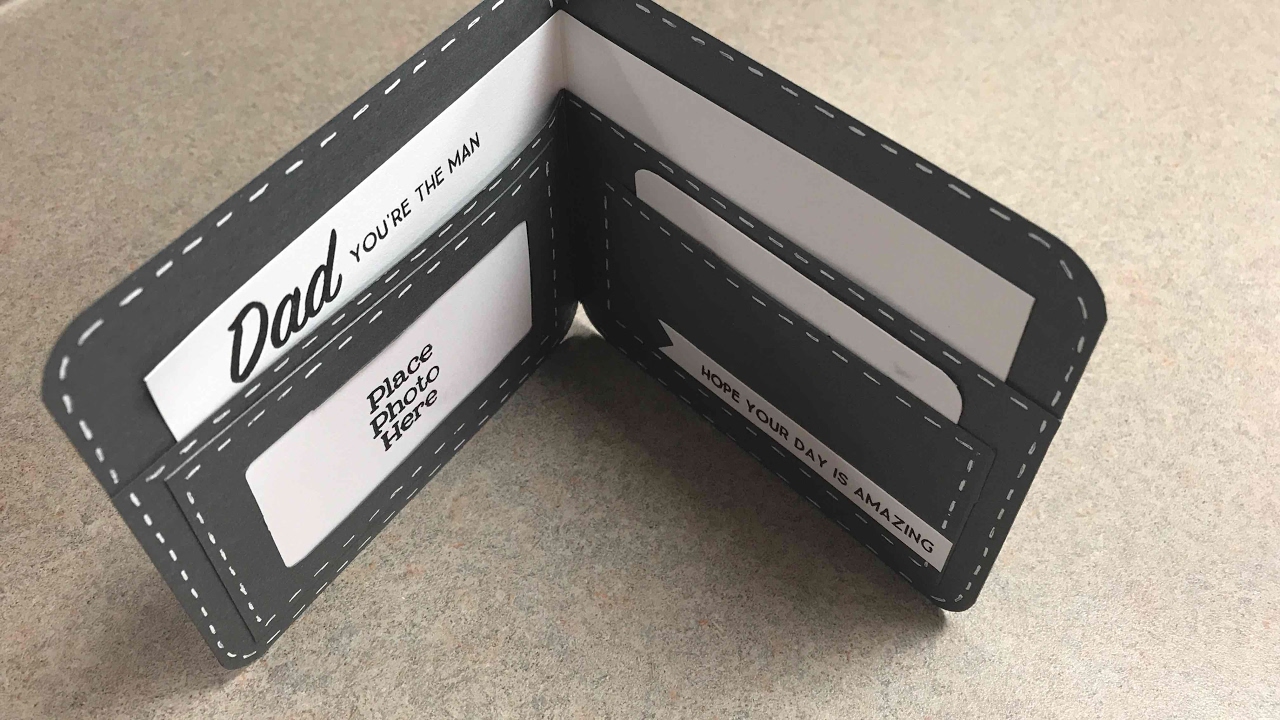 Dad YOU'RE THE MAN
Place
Photo
Here
HOPE YOUR DAY IS AMAZING